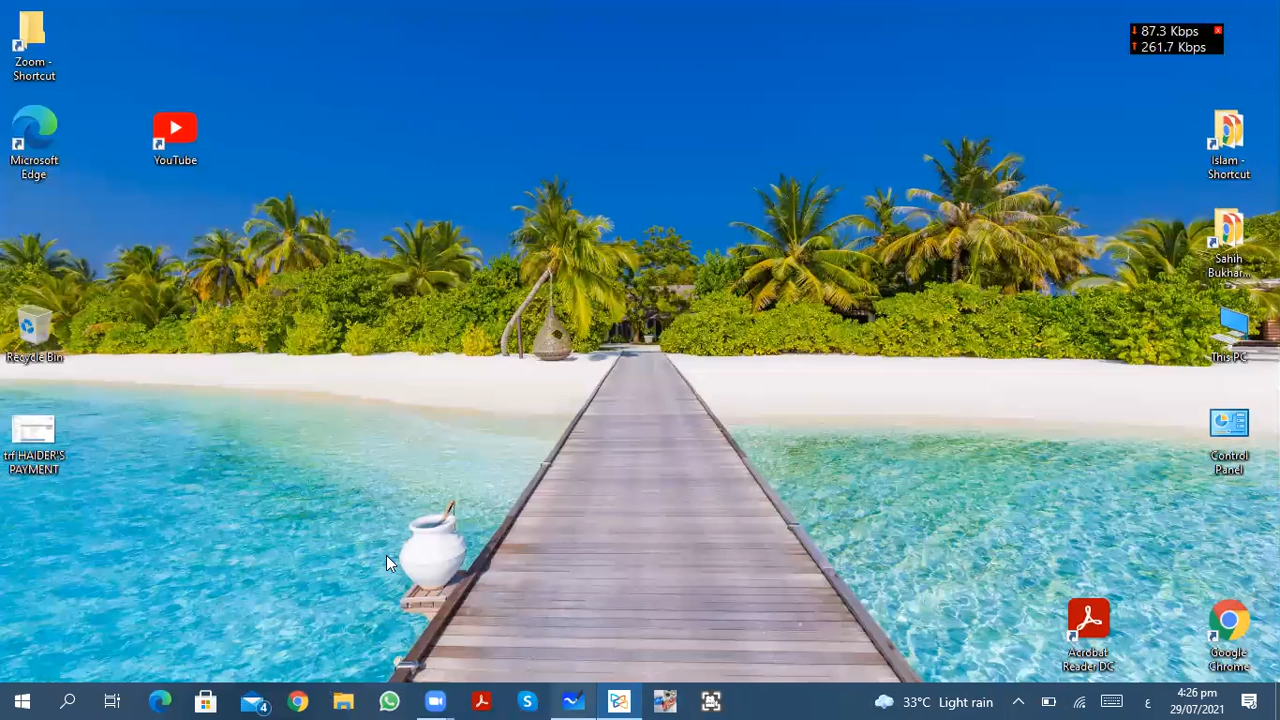 Zoom -
Shortcut
Microsoft
Edge
YouTube
Recycle Bin
trf HAIDER'S
PAYMENT
↓ 87.3 Kbps x
↑ 261.7 Kbps
Islam -
Shortcut
Sahih
Bukhar...
This PC
Control
Panel
Acrobat
Reader DC
Google
Chrome
4
33°C Light rain
ع
4:26 pm
29/07/2021